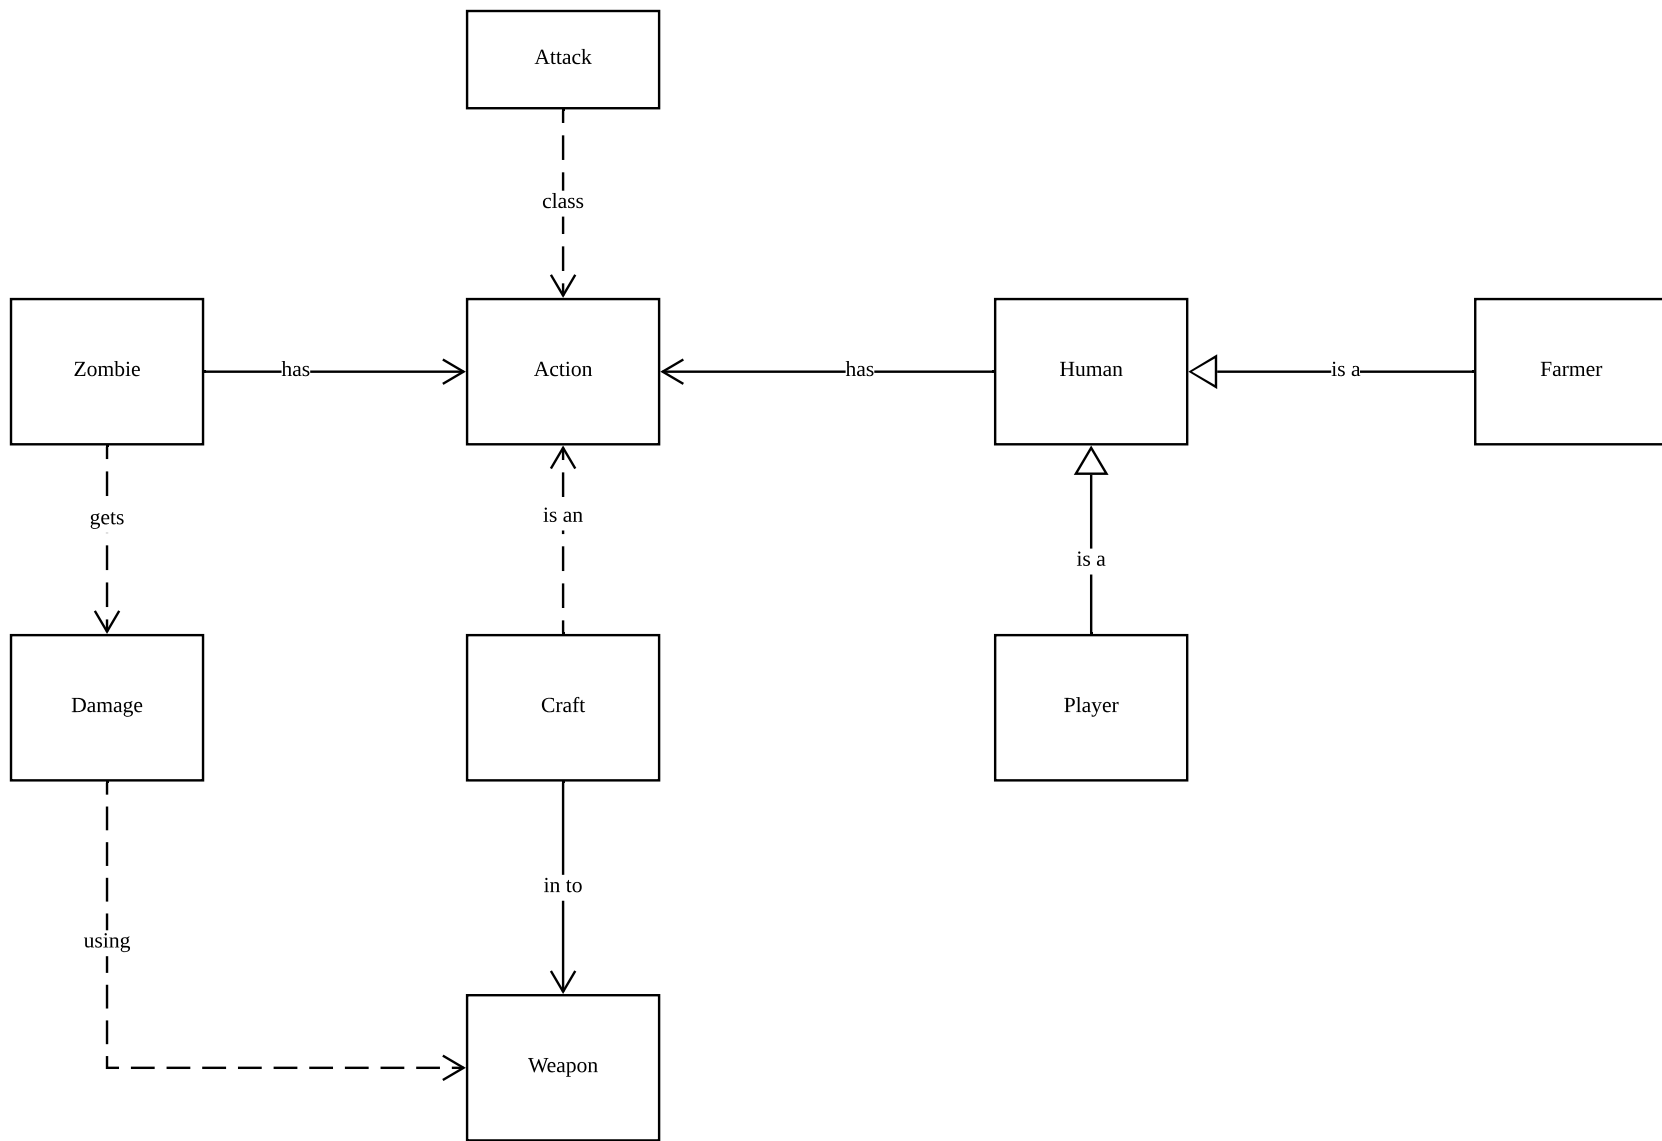 Attack
class
Zombie
has
Action
has
Human
is a
Farmer
gets
is an
is a
Damage
Craft
Player
in to
using
Weapon